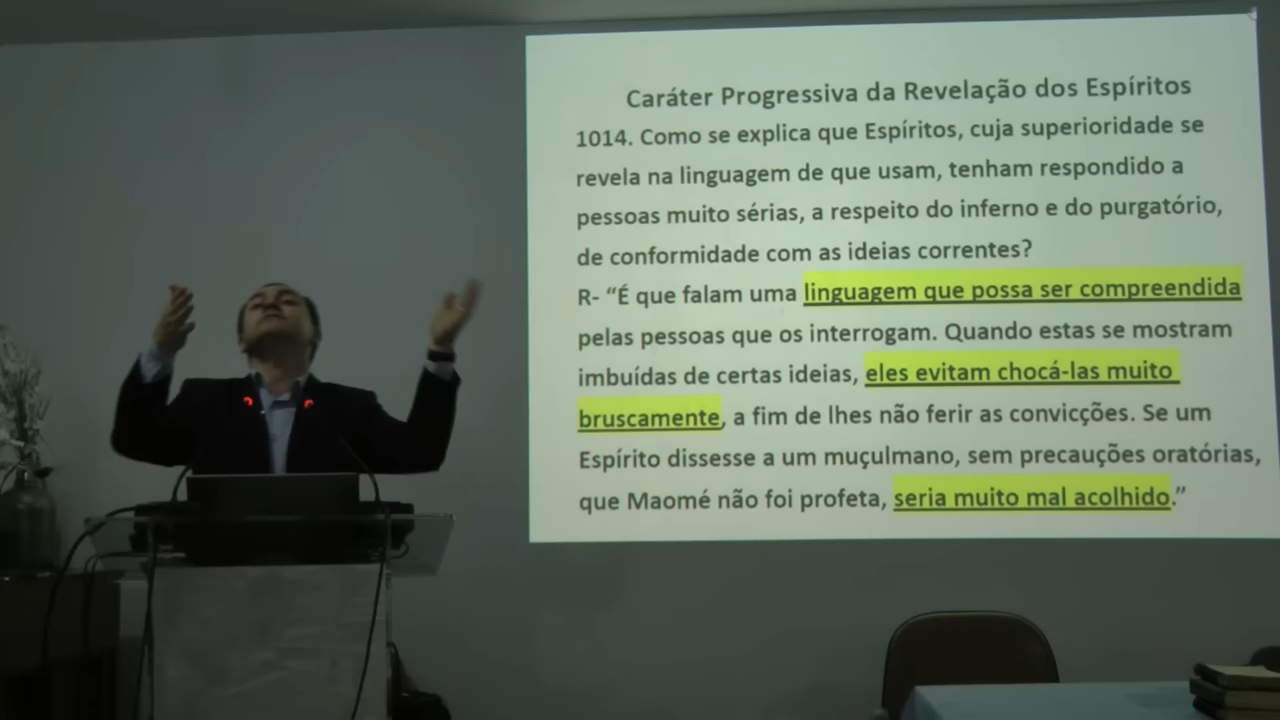 Caráter Progressiva da Revelação dos Espíritos
1014. Como se explica que Espíritos, cuja superioridade se
revela na linguagem de que usam, tenham respondido a
pessoas muito sérias, a respeito do inferno e do purgatório,
de conformidade com as ideias correntes?
R- “É que falam uma linguagem que possa ser compreendida
pelas pessoas que os interrogam. Quando estas se mostram
imbuídas de certas ideias, eles evitam chocá-las muito
bruscamente, a fim de lhes não ferir as convicções. Se um
Espírito dissesse a um muçulmano, sem precauções oratórias,
que Maomé não foi profeta, seria muito mal acolhido.”